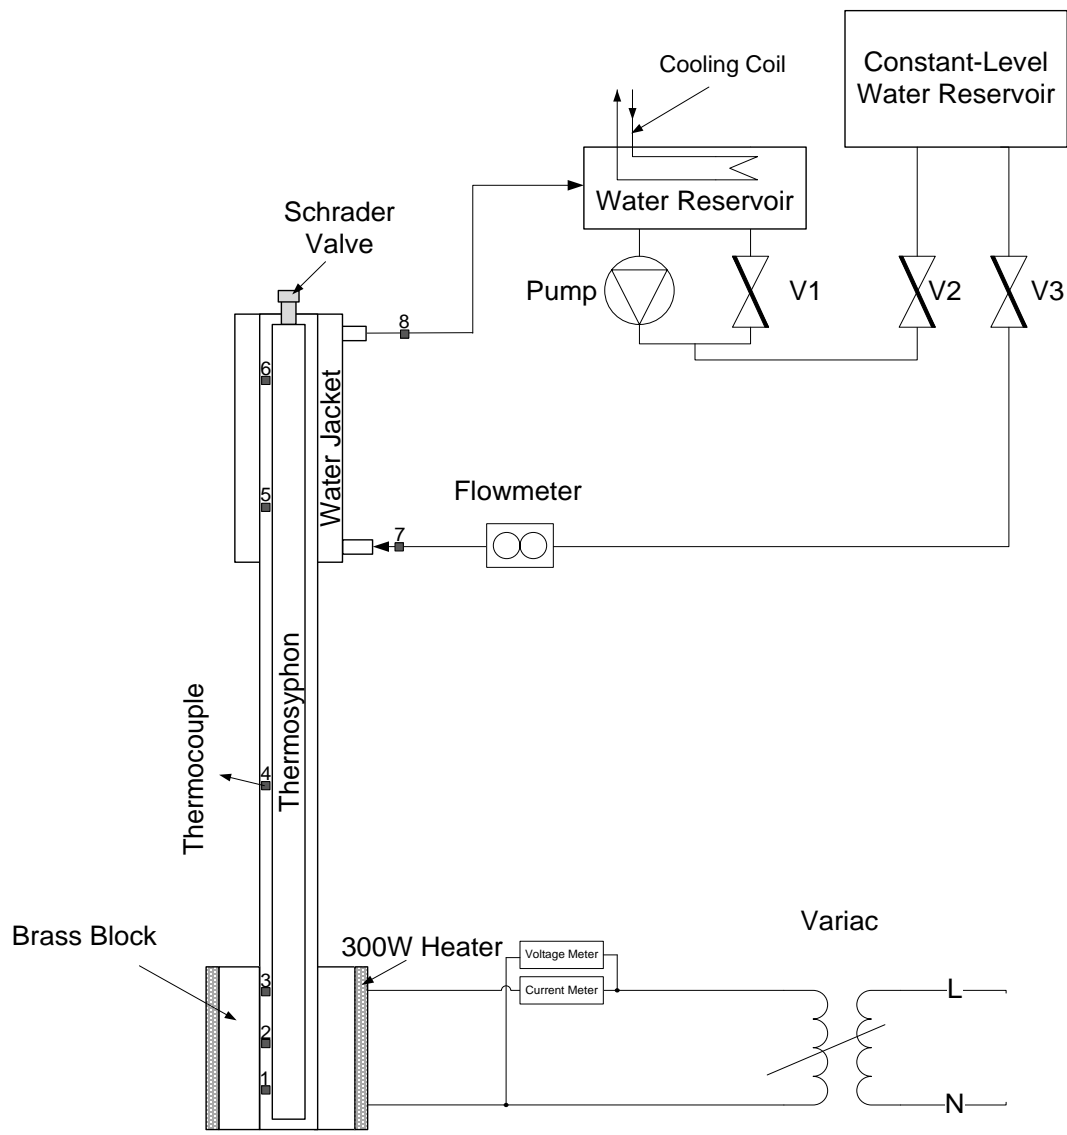 Cooling Coil
Constant-Level
Water Reservoir
Water Reservoir
Schrader
Valve
Pump
V1
V2
V3
8
6
Water Jacket
5
Flowmeter
7
Thermosyphon
Thermocouple
4
Brass Block
300W Heater
Variac
Voltage Meter
Current Meter
L
3
2
1
N